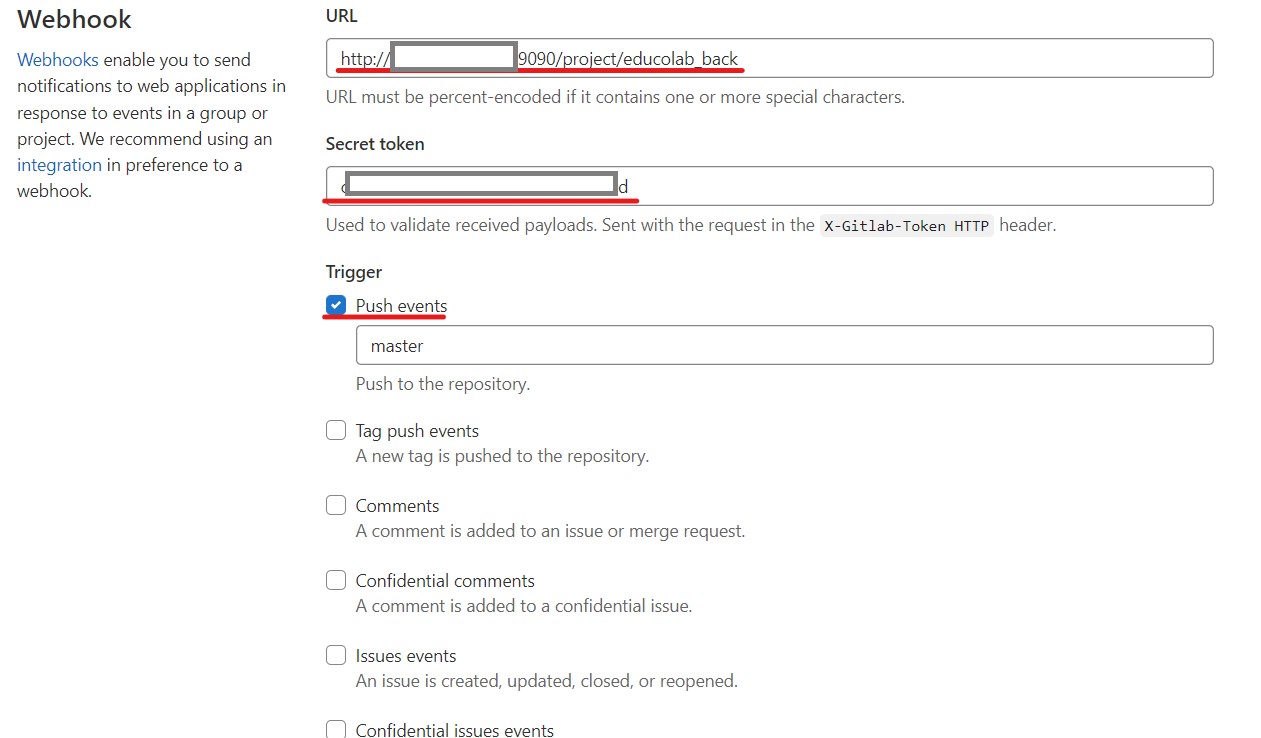 Webhook
Webhooks enable you to send
notifications to web applications in
response to events in a group or
project. We recommend using an
integration in preference to a
webhook.
URL
http:// 9090/project/educolab_back
URL must be percent-encoded if it contains one or more special characters.
Secret token
d
Used to validate received payloads. Sent with the request in the X-Gitlab-Token HTTP header.
Trigger
Push events
master
Push to the repository.
Tag push events
A new tag is pushed to the repository.
Comments
A comment is added to an issue or merge request.
Confidential comments
A comment is added to a confidential issue.
Issues events
An issue is created, updated, closed, or reopened.
Confidential issues events